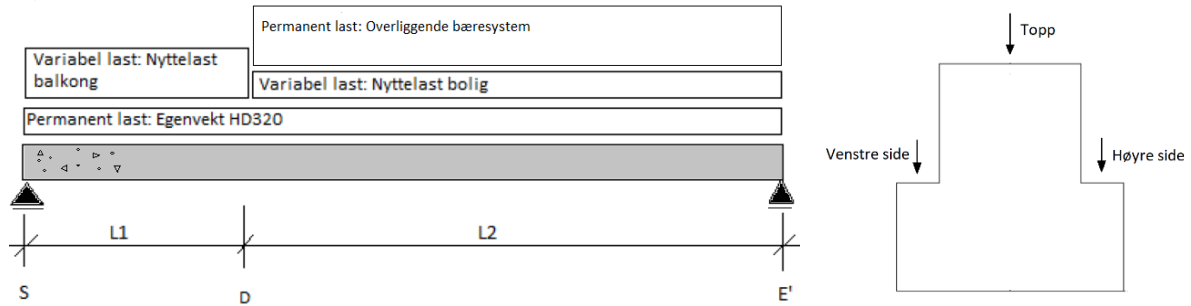 Permanent last: Overliggende bæresystem
Variabel last: Nyttelast
balkong
Variabel last: Nyttelast bolig
Permanent last: Egenvekt HD320
L1
L2
S
D
E'
Topp
Venstre side
Høyre side